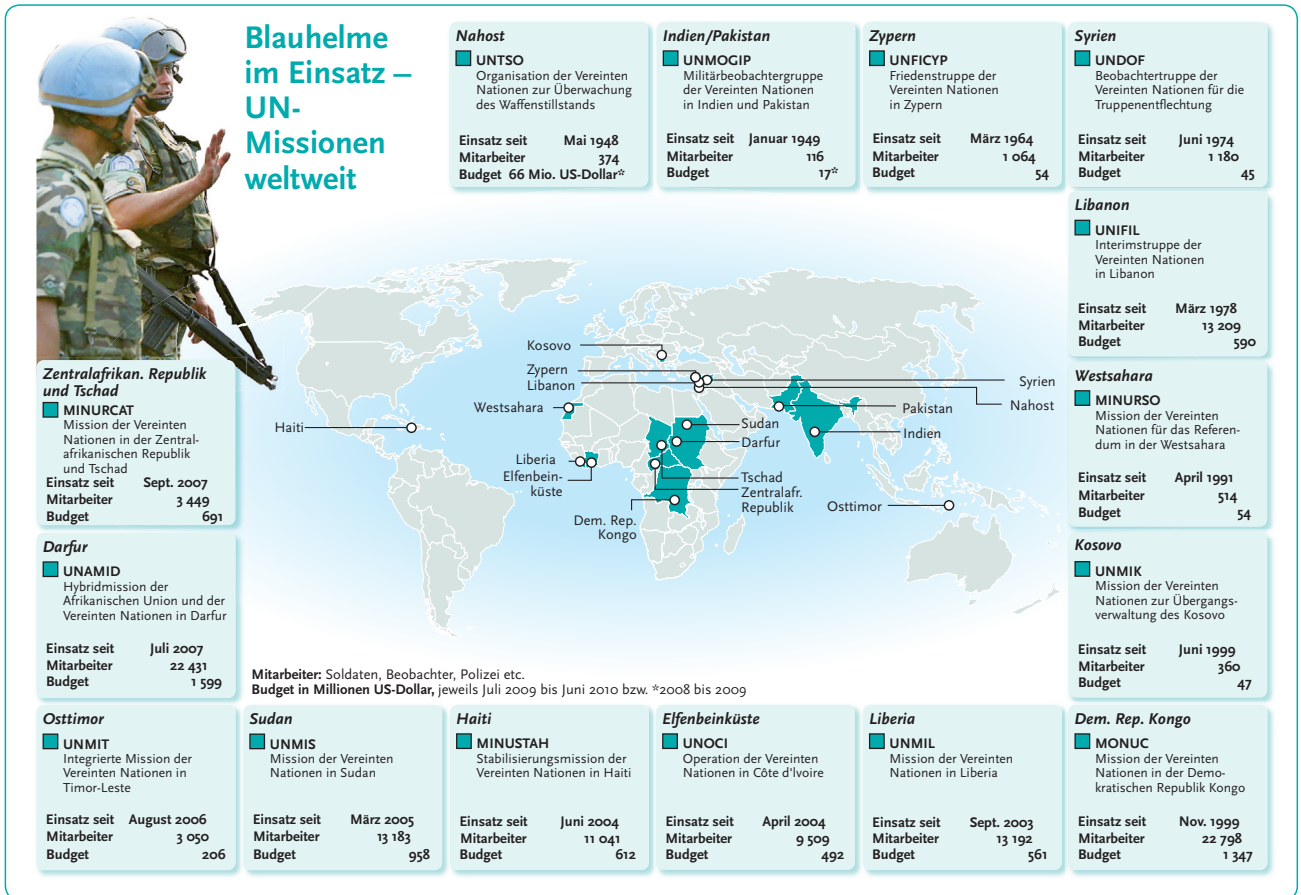 Blauhelme
im Einsatz –
UN-
Missionen
weltweit
Nahost
UNTSO
Organisation der Vereinten
Nationen zur Überwachung
des Waffenstillstands
Einsatz seit Mai 1948
Mitarbeiter 374
Budget 66 Mio. US-Dollar*
Indien/Pakistan
UNMOGIP
Militärbeobachtergruppe
der Vereinten Nationen
in Indien und Pakistan
Einsatz seit Januar 1949
Mitarbeiter 116
Budget 17*
Zypern
UNFICYP
Friedenstruppe der
Vereinten Nationen
in Zypern
Einsatz seit März 1964
Mitarbeiter 1 064
Budget 54
Syrien
UNDOF
Beobachtertruppe der
Vereinten Nationen für die
Truppenentflechtung
Einsatz seit Juni 1974
Mitarbeiter 1 180
Budget 45
Libanon
UNIFIL
Interimstruppe der
Vereinten Nationen
in Libanon
Einsatz seit März 1978
Mitarbeiter 13 209
Budget 590
Westsahara
MINURSO
Mission der Vereinten
Nationen für das Referen-
dum in der Westsahara
Einsatz seit April 1991
Mitarbeiter 514
Budget 54
Kosovo
UNMIK
Mission der Vereinten
Nationen zur Übergangs-
verwaltung des Kosovo
Einsatz seit Juni 1999
Mitarbeiter 360
Budget 47
Dem. Rep. Kongo
MONUC
Mission der Vereinten
Nationen in der Demo-
kratischen Republik Kongo
Einsatz seit Nov. 1999
Mitarbeiter 22 798
Budget 1 347
Liberia
UNMIL
Mission der Vereinten
Nationen in Liberia
Einsatz seit Sept. 2003
Mitarbeiter 13 192
Budget 561
Elfenbeinküste
UNOCI
Operation der Vereinten
Nationen in Côte d'Ivoire
Einsatz seit April 2004
Mitarbeiter 9 509
Budget 492
Haiti
MINUSTAH
Stabilisierungsmission der
Vereinten Nationen in Haiti
Einsatz seit Juni 2004
Mitarbeiter 11 041
Budget 612
Sudan
UNMIS
Mission der Vereinten
Nationen in Sudan
Einsatz seit März 2005
Mitarbeiter 13 183
Budget 958
Osttimor
UNMIT
Integrierte Mission der
Vereinten Nationen in
Timor-Leste
Einsatz seit August 2006
Mitarbeiter 3 050
Budget 206
Darfur
UNAMID
Hybridmission der
Afrikanischen Union und der
Vereinten Nationen in Darfur
Einsatz seit Juli 2007
Mitarbeiter 22 431
Budget 1 599
Zentralafrikan. Republik
und Tschad
MINURCAT
Mission der Vereinten
Nationen in der Zentral-
afrikanischen Republik
und Tschad
Einsatz seit Sept. 2007
Mitarbeiter 3 449
Budget 691
Kosovo
Zypern
Libanon
Westsahara
Haiti
Liberia
Elfenbein-
küste
Dem. Rep.
Kongo
Sudan
Darfur
Tschad
Zentralafr.
Republik
Syrien
Nahost
Pakistan
Indien
Osttimor
Mitarbeiter: Soldaten, Beobachter, Polizei etc.
Budget in Millionen US-Dollar, jeweils Juli 2009 bis Juni 2010 bzw. *2008 bis 2009